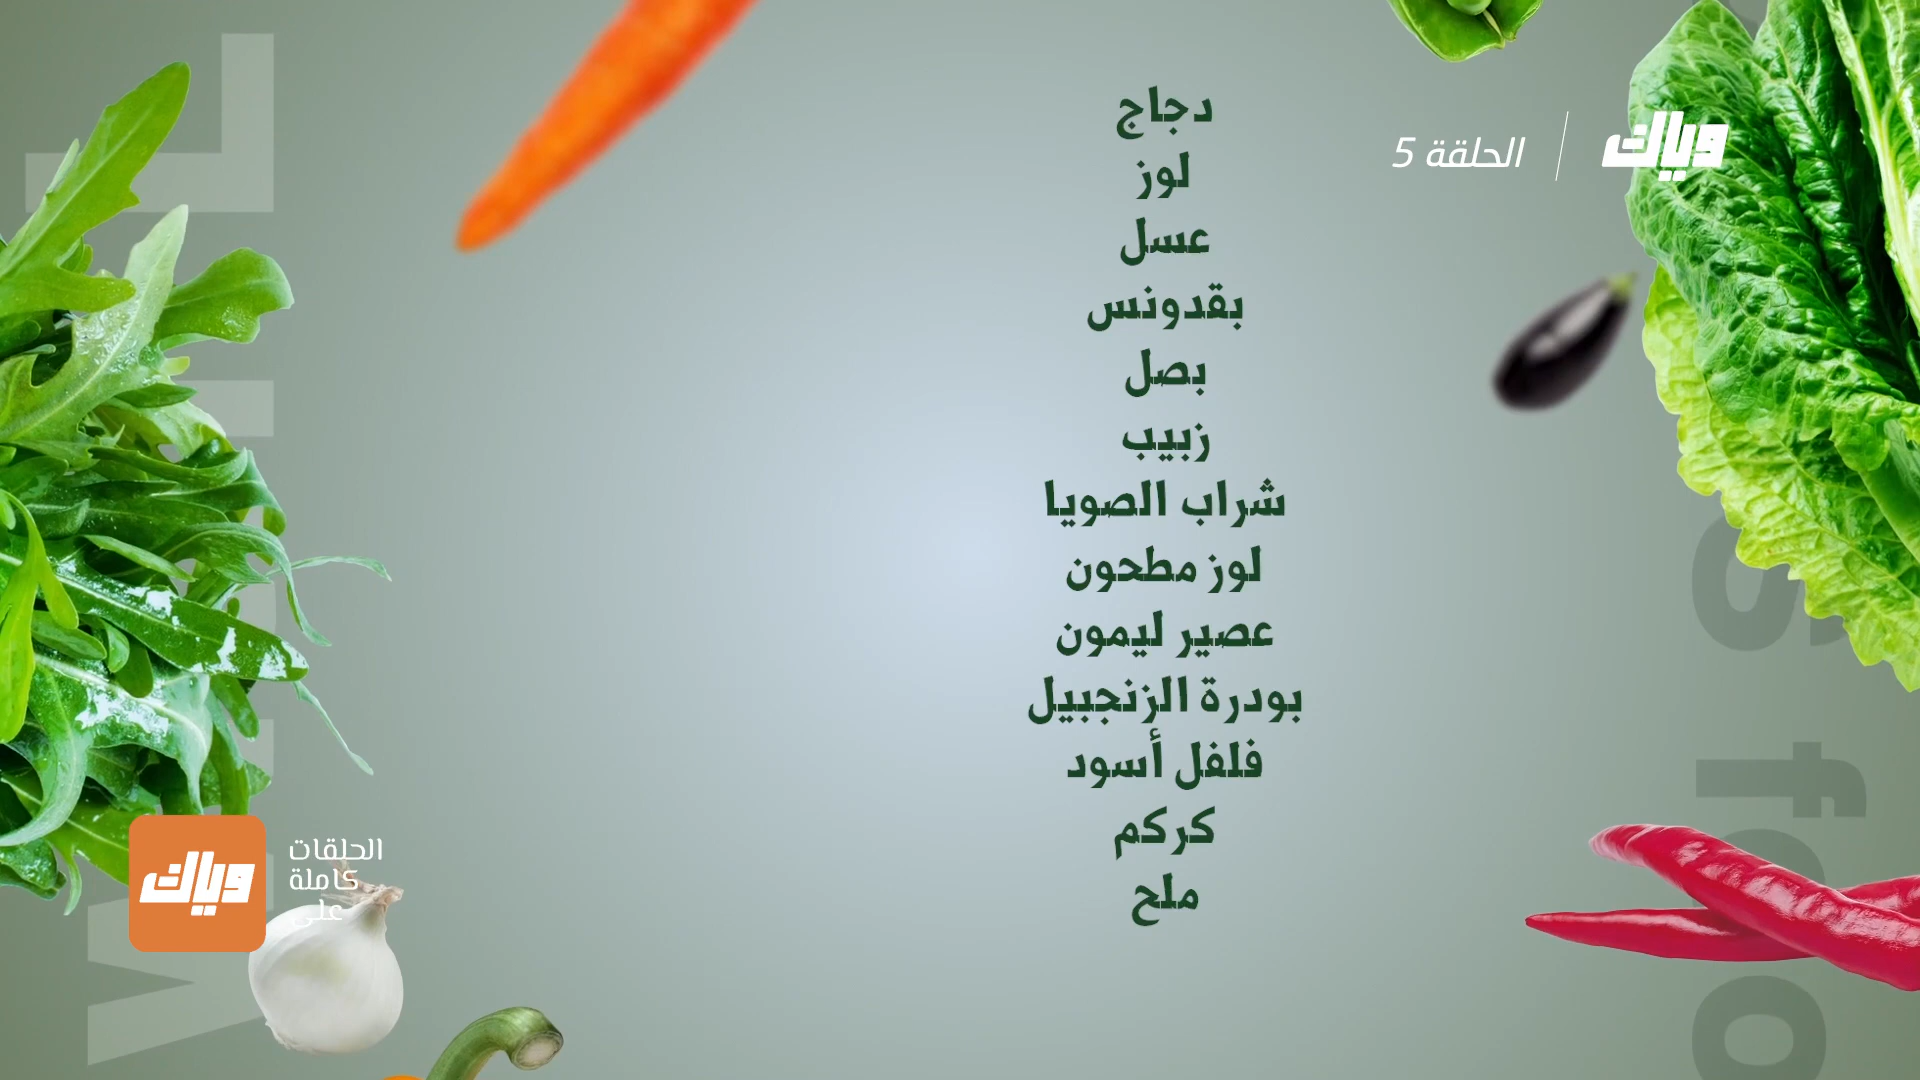 دجاج
لوز
عسل
بقدونس
بصل
زبيب
شراب الصويا
لوز مطحون
عصير ليمون
بودرة الزنجبيل
فلفل أسود
كركم
ملح
وياك | الحلقة 5
وياك
الحلقات
كاملة
على